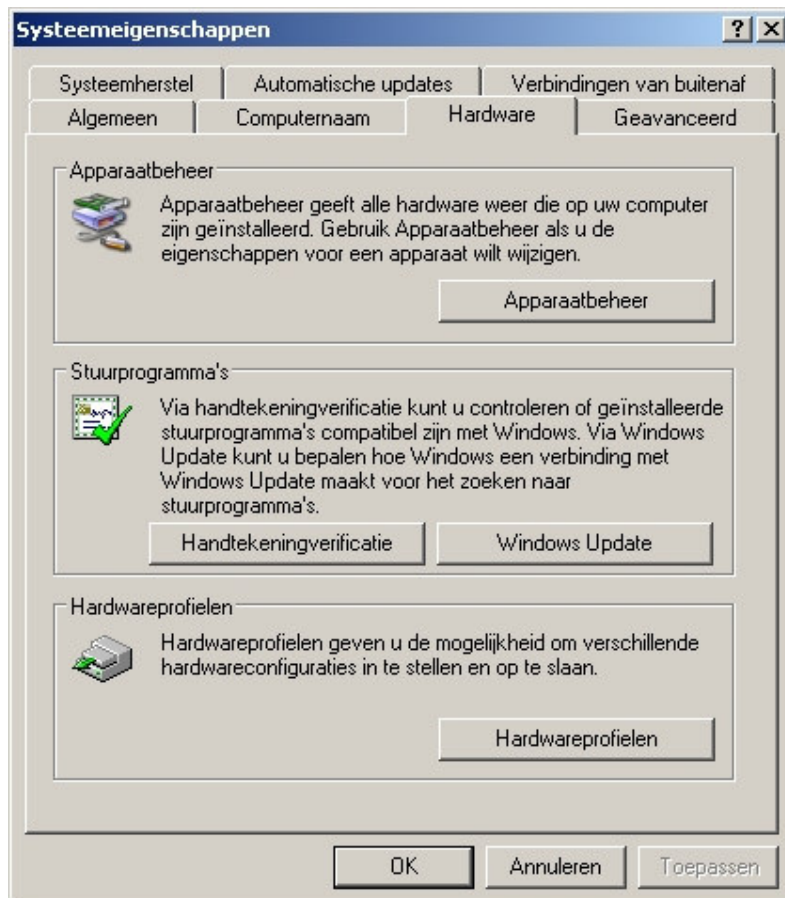 Systeemeigenschappen
Systeemherstel
Automatische updates
Verbindingen van buitenaf
Algemeen
Computernaam
Hardware
Geavanceerd
Apparaatbeheer
Apparaatbeheer geeft alle hardware weer die op uw computer
zijn geïnstalleerd. Gebruik Apparaatbeheer als u de
eigenschappen voor een apparaat wilt wijzigen.
Apparaatbeheer
Stuurprogramma's
Via handtekeningverificatie kunt u controleren of geïnstalleerde
stuurprogramma's compatibel zijn met Windows. Via Windows
Update kunt u bepalen hoe Windows een verbinding met
Windows Update maakt voor het zoeken naar
stuurprogramma's.
Handtekeningverificatie
Windows Update
Hardwareprofielen
Hardwareprofielen geven u de mogelijkheid om verschillende
hardwareconfiguraties in te stellen en op te slaan.
Hardwareprofielen
OK
Annuleren
Toepassen